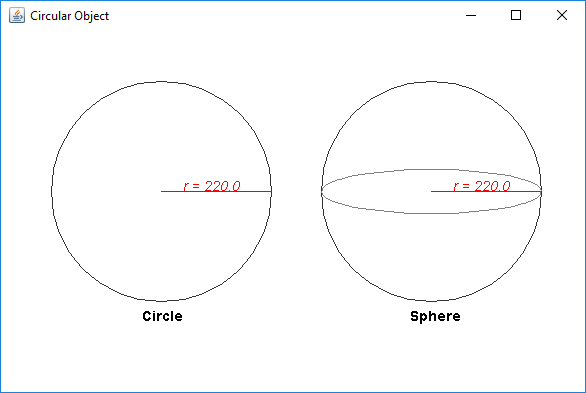 Circular Object
r = 220.0
r = 220.0
Circle
Sphere